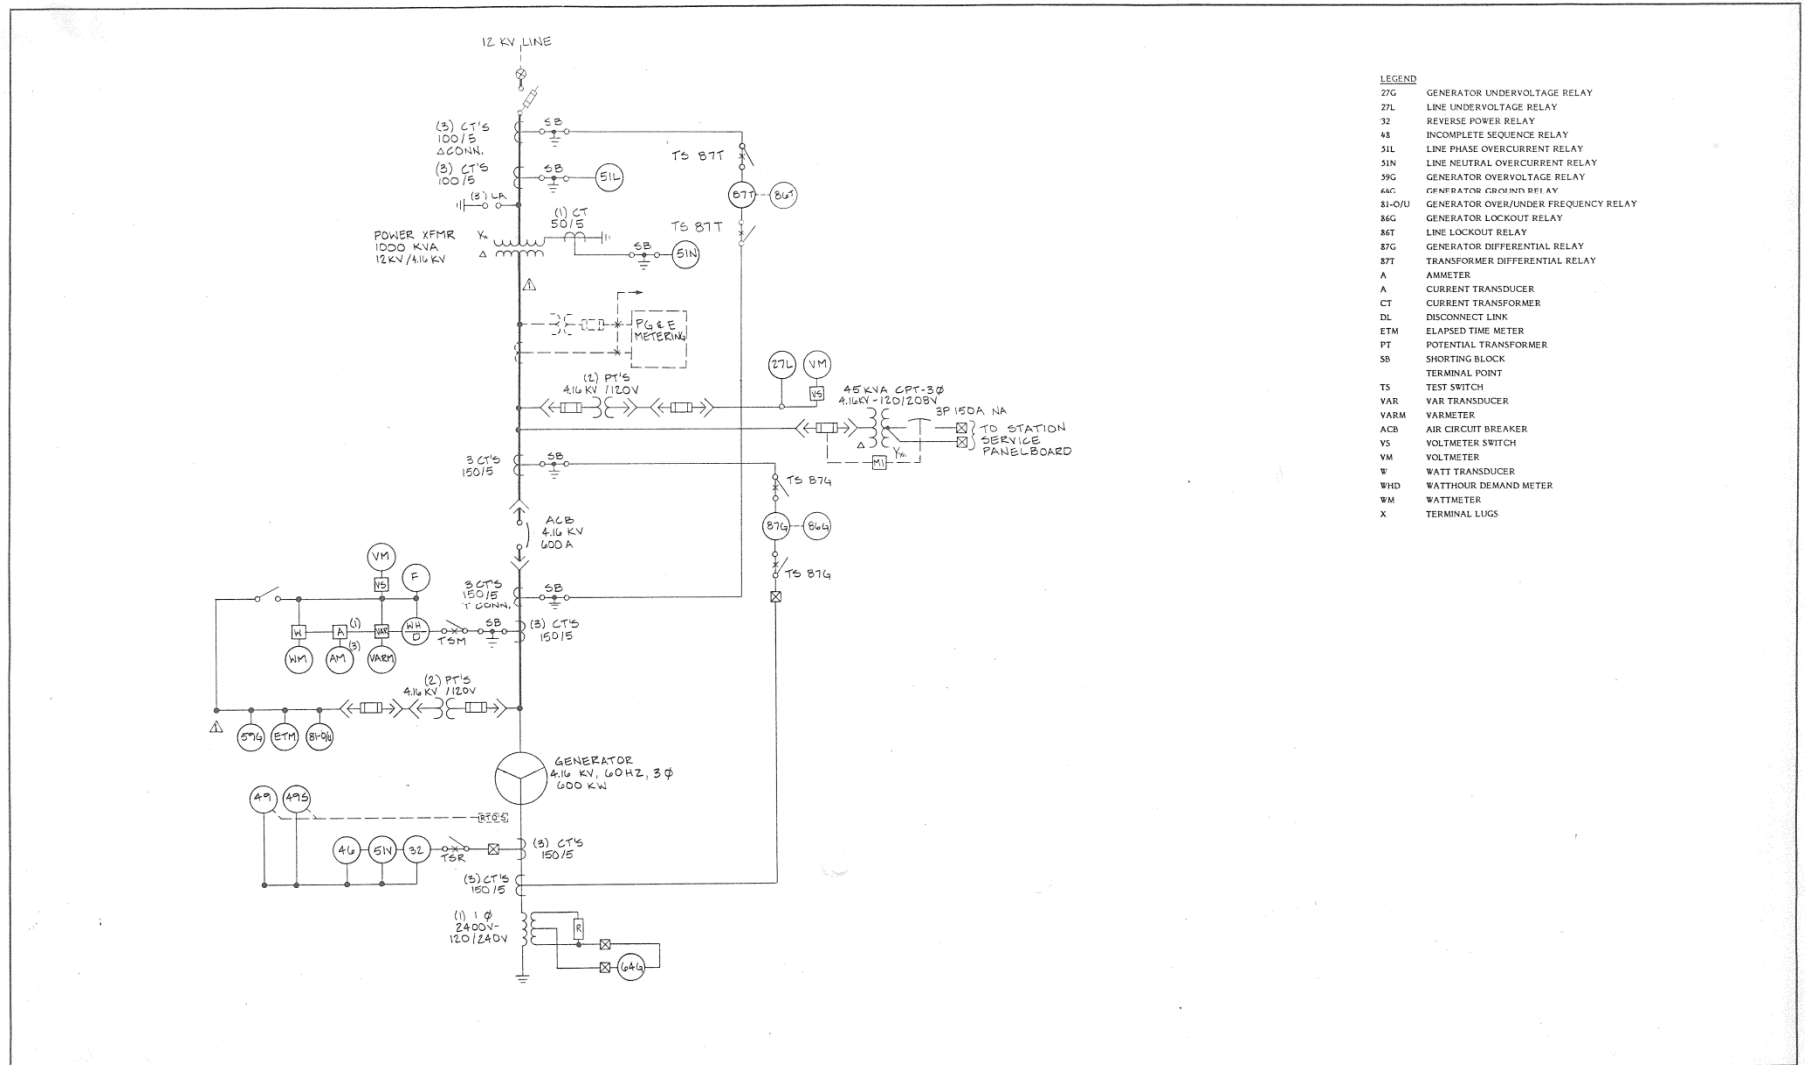 12 KV LINE
(3) CT'S
100/5
Δ CONN.
SB
TS 87T
(3) CT'S
100/5
SB
51L
87T
86T
(3) LA
(1) CT
50/5
TS 87T
POWER XFMR
1000 KVA
12KV/4.16KV
Y
Δ
SB
51N
1
PG&E
METERING
27L
VM
VS
(2) PT'S
4.16 KV /120V
45 KVA CPT-3Ø
4.16KV-120/208V
3P 150A NA
TO STATION
SERVICE
PANELBOARD
Δ
Y
MI
3 CT'S
150/5
SB
TS 87G
87G
86G
ACB
4.16 KV
600 A
TS 87G
VM
VS
F
3 CT'S
150/5
Y CONN.
SB
W
A
(1)
VAR
WH
D
TSM
SB
(3) CT'S
150/5
WM
AM
(3)
VARM
(2) PT'S
4.16 KV /120V
1
59G
ETM
81-O/U
GENERATOR
4.16 KV, 60HZ, 3Ø
600 KW
49
49S
RTD'S
46
51V
32
TSR
(3) CT'S
150/5
(3) CT'S
150/5
(1) 1 Ø
2400V-
120/240V
R
64G
LEGEND
27G GENERATOR UNDERVOLTAGE RELAY
27L LINE UNDERVOLTAGE RELAY
32 REVERSE POWER RELAY
48 INCOMPLETE SEQUENCE RELAY
51L LINE PHASE OVERCURRENT RELAY
51N LINE NEUTRAL OVERCURRENT RELAY
59G GENERATOR OVERVOLTAGE RELAY
64G GENERATOR GROUND RELAY
81-O/U GENERATOR OVER/UNDER FREQUENCY RELAY
86G GENERATOR LOCKOUT RELAY
86T LINE LOCKOUT RELAY
87G GENERATOR DIFFERENTIAL RELAY
87T TRANSFORMER DIFFERENTIAL RELAY
A AMMETER
A CURRENT TRANSDUCER
CT CURRENT TRANSFORMER
DL DISCONNECT LINK
ETM ELAPSED TIME METER
PT POTENTIAL TRANSFORMER
SB SHORTING BLOCK
TERMINAL POINT
TS TEST SWITCH
VAR VAR TRANSDUCER
VARM VARMETER
ACB AIR CIRCUIT BREAKER
VS VOLTMETER SWITCH
VM VOLTMETER
W WATT TRANSDUCER
WHD WATTHOUR DEMAND METER
WM WATTMETER
X TERMINAL LUGS